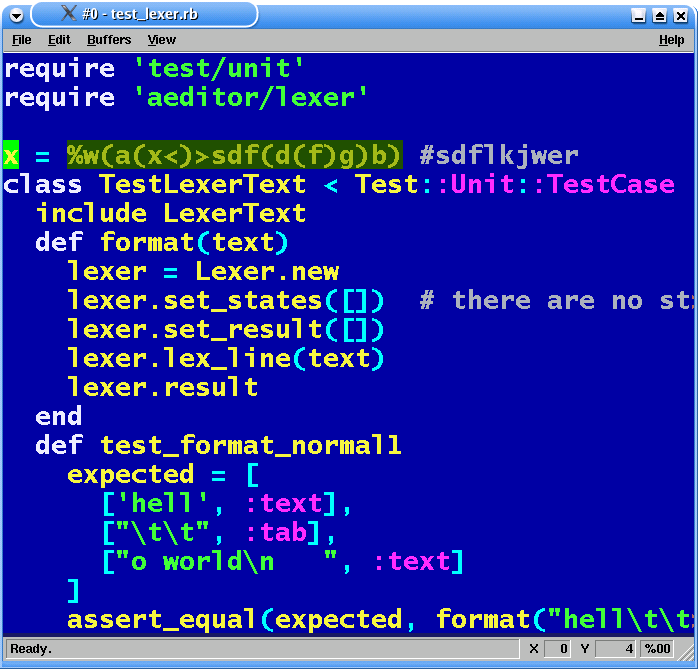 #0 - test_lexer.rb
File Edit Buffers View Help
require 'test/unit'
require 'aeditor/lexer'
x = %w(a(x<)>sdf(d(f)g)b) #sdflkjwer
class TestLexerText < Test::Unit::TestCase
  include LexerText
  def format(text)
    lexer = Lexer.new
    lexer.set_states([])  # there are no st
    lexer.set_result([])
    lexer.lex_line(text)
    lexer.result
  end
  def test_format_normal1
    expected = [
      ['hell', :text],
      ["\t\t", :tab],
      ["o world\n   ", :text]
    ]
    assert_equal(expected, format("hell\t\t
Ready. X 0 Y 4 %00